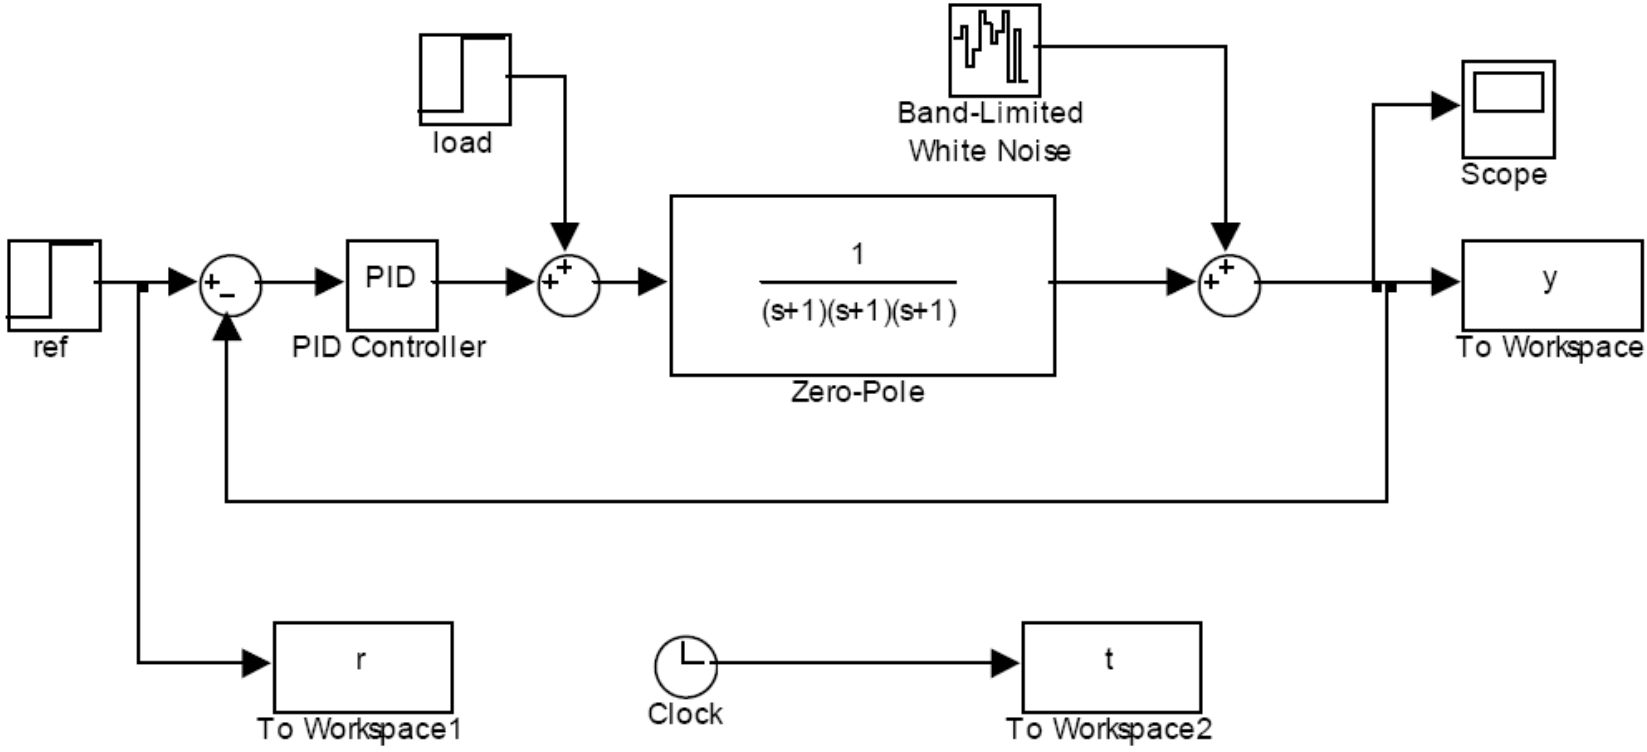 load
Band-Limited
White Noise
Scope
ref
+
−
PID
PID Controller
+
+
1
(s+1)(s+1)(s+1)
Zero-Pole
+
+
y
To Workspace
r
To Workspace1
Clock
t
To Workspace2